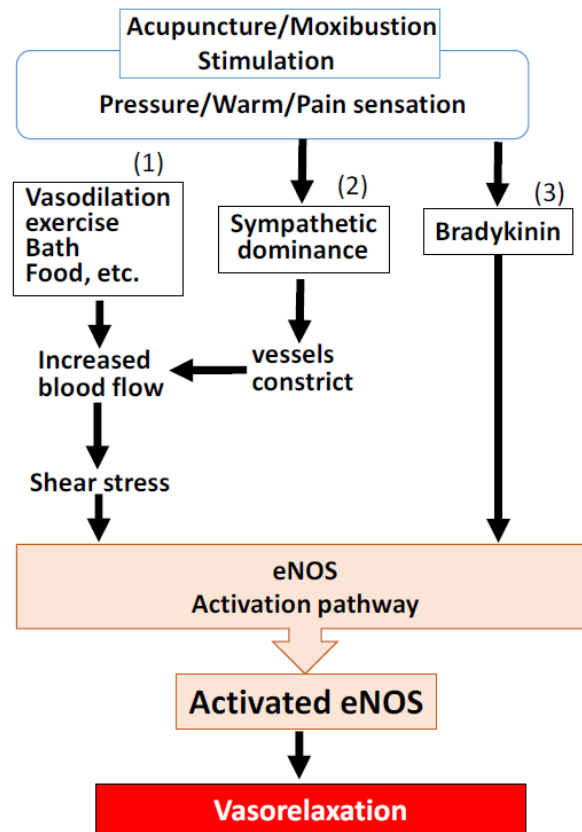 Acupuncture/Moxibustion
Stimulation
Pressure/Warm/Pain sensation
(1)
Vasodilation
exercise
Bath
Food, etc.
(2)
Sympathetic
dominance
(3)
Bradykinin
Increased
blood flow
vessels
constrict
Shear stress
eNOS
Activation pathway
Activated eNOS
Vasorelaxation